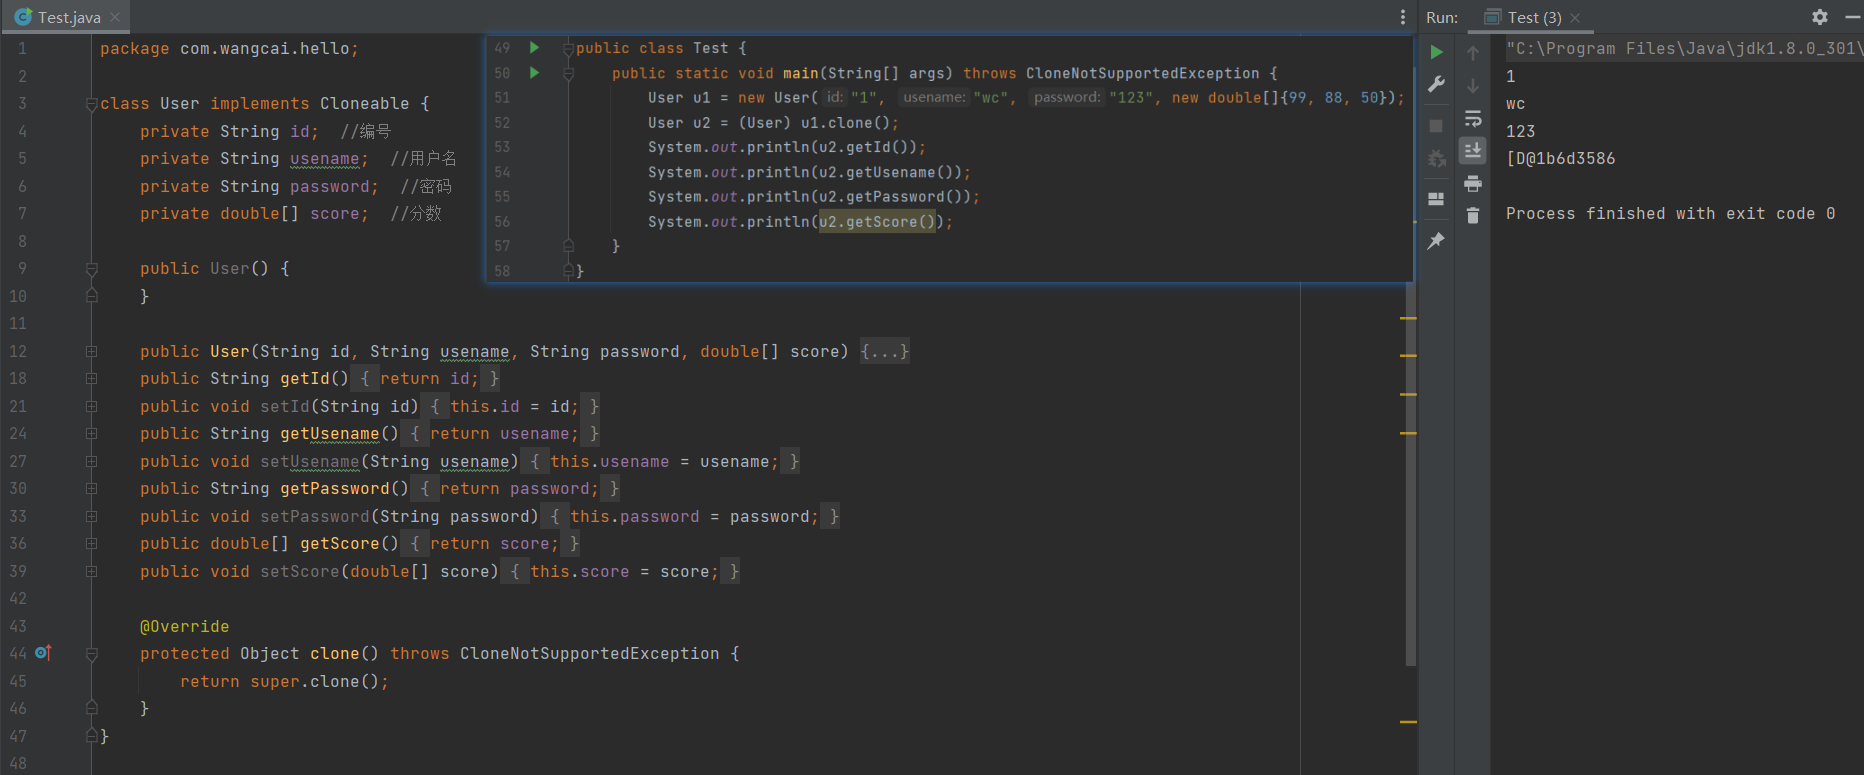 Test.java
1 package com.wangcai.hello;
2
3 class User implements Cloneable {
4 private String id; //编号
5 private String usename; //用户名
6 private String password; //密码
7 private double[] score; //分数
8
9 public User() {
10 }
11
12 public User(String id, String usename, String password, double[] score) {...}
18 public String getId() { return id; }
21 public void setId(String id) { this.id = id; }
24 public String getUsename() { return usename; }
27 public void setUsename(String usename) { this.usename = usename; }
30 public String getPassword() { return password; }
33 public void setPassword(String password) { this.password = password; }
36 public double[] getScore() { return score; }
39 public void setScore(double[] score) { this.score = score; }
42
43 @Override
44 protected Object clone() throws CloneNotSupportedException {
45 return super.clone();
46 }
47 }
48
49 public class Test {
50 public static void main(String[] args) throws CloneNotSupportedException {
51 User u1 = new User( id: "1", usename: "wc", password: "123", new double[]{99, 88, 50});
52 User u2 = (User) u1.clone();
53 System.out.println(u2.getId());
54 System.out.println(u2.getUsename());
55 System.out.println(u2.getPassword());
56 System.out.println(u2.getScore());
57 }
58 }
Run: Test (3)
"C:\Program Files\Java\jdk1.8.0_301\
1
wc
123
[D@1b6d3586
Process finished with exit code 0